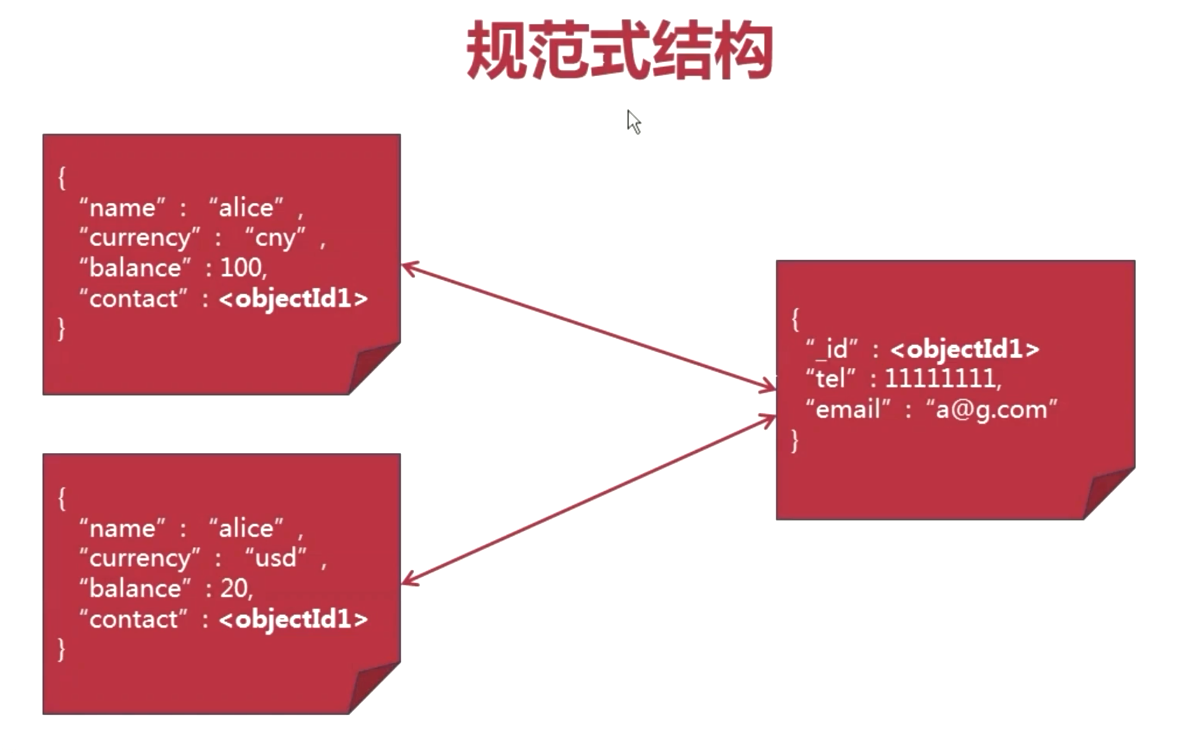 规范式结构
{
“name” : “alice” ,
“currency” : “cny” ,
“balance” : 100,
“contact” : <objectId1>
}
{
“_id” : <objectId1>
“tel” : 11111111,
“email” : “a@g.com”
}
{
“name” : “alice” ,
“currency” : “usd” ,
“balance” : 20,
“contact” : <objectId1>
}